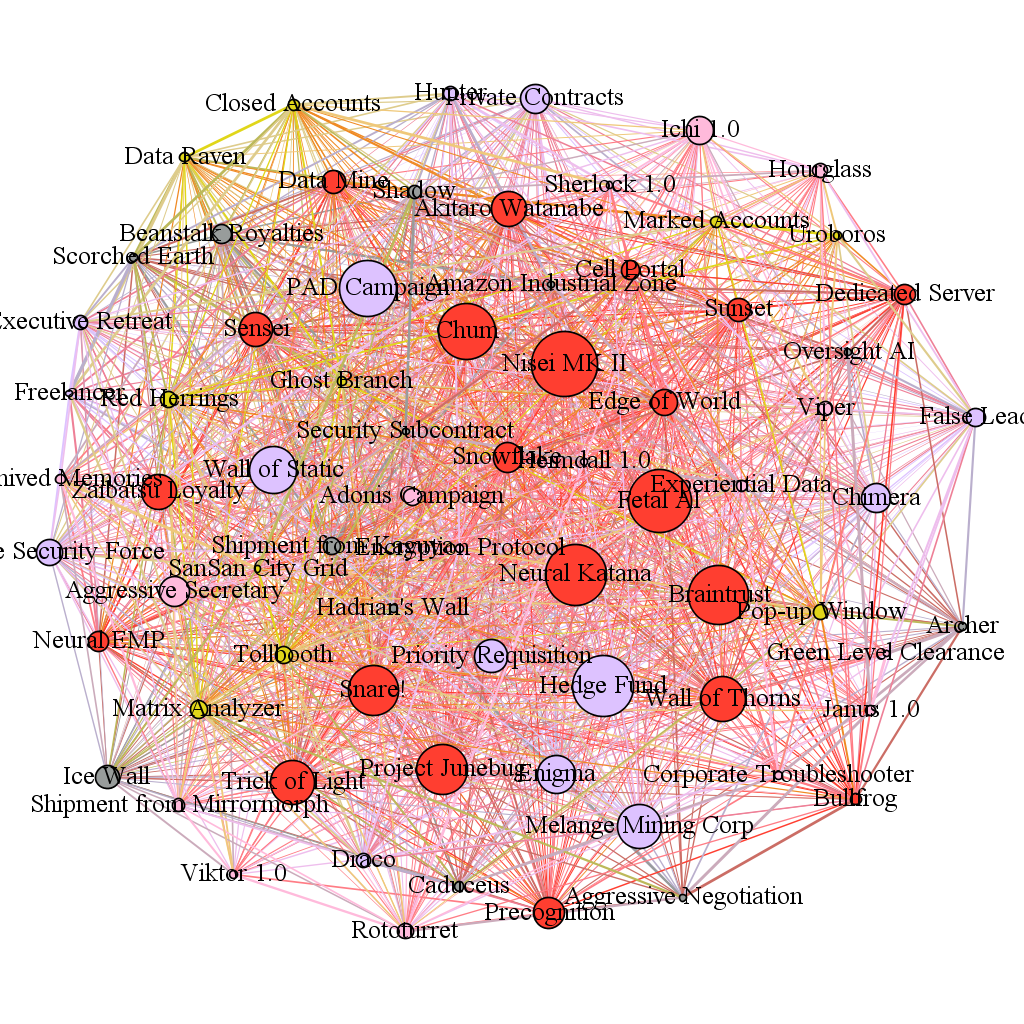 Hunter
Private Contracts
Closed Accounts
Ichi 1.0
Data Raven
Hourglass
Data Mine
Shadow
Sherlock 1.0
Akitaro Watanabe
Marked Accounts
Beanstalk Royalties
Uroboros
Scorched Earth
Cell Portal
Amazon Industrial Zone
PAD Campaign
Dedicated Server
Sunset
Executive Retreat
Sensei
Chum
Oversight AI
Nisei MK II
Ghost Branch
Freelancer
Red Herrings
Edge of World
Viper
False Lead
Security Subcontract
Snowflake
Heimdall 1.0
Wall of Static
hived Memories
Zaibatsu Loyalty
Experiential Data
Adonis Campaign
Fetal AI
Chimera
Shipment from Kaguya
Encryption Protocol
e Security Force
SanSan City Grid
Neural Katana
Aggressive Secretary
Braintrust
Hadrian's Wall
Pop-up Window
Archer
Neural EMP
Tollbooth
Priority Requisition
Green Level Clearance
Snare!
Hedge Fund
Wall of Thorns
Matrix Analyzer
Janus 1.0
Project Junebug
Ice Wall
Trick of Light
Enigma
Corporate Troubleshooter
Bullfrog
Shipment from Mirrormorph
Melange Mining Corp
Draco
Viktor 1.0
Caduceus
Aggressive Negotiation
Precognition
Rototurret